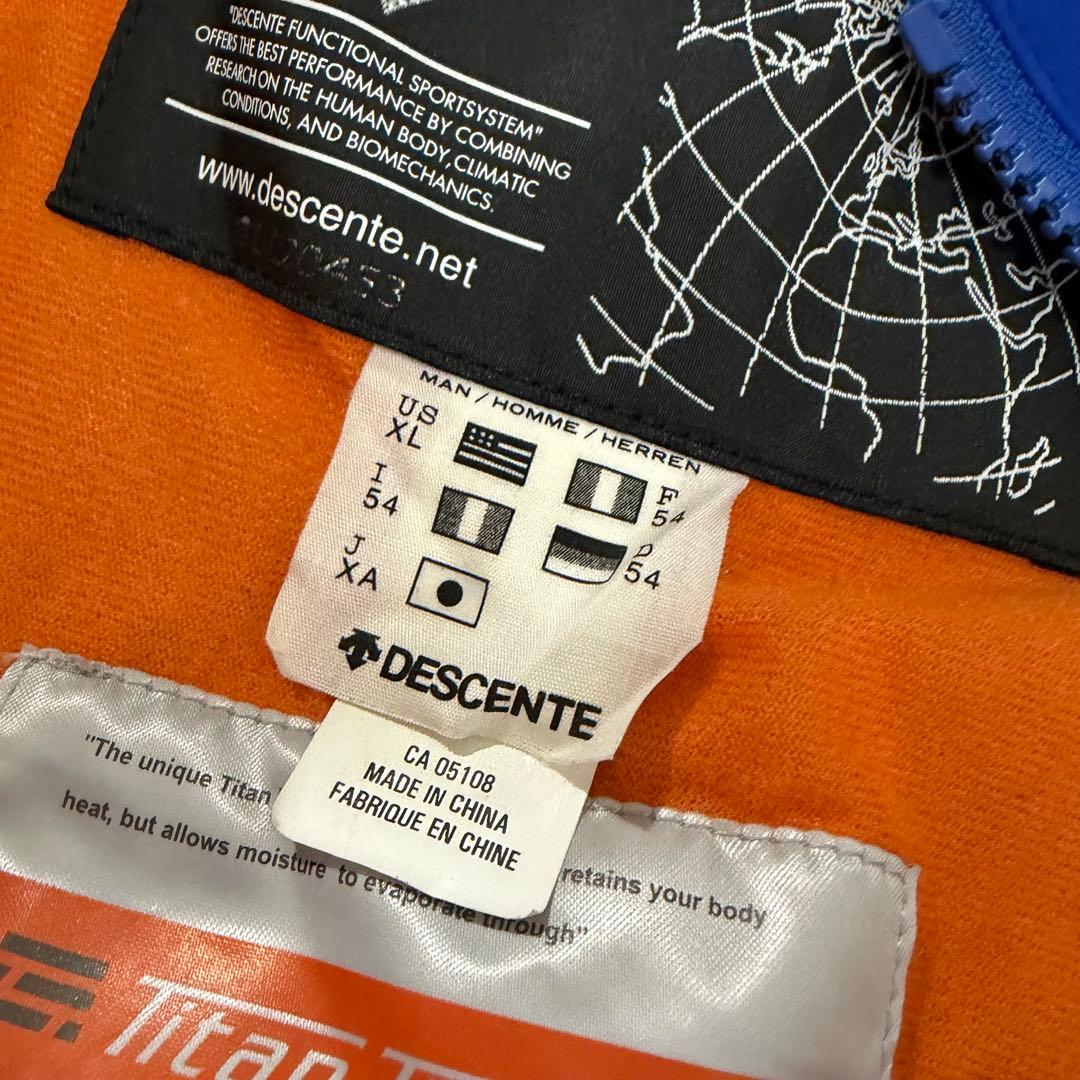 "DESCENTE FUNCTIONAL SPORTSYSTEM"
OFFERS THE BEST PERFORMANCE BY COMBINING
RESEARCH ON THE HUMAN BODY, CLIMATIC
CONDITIONS, AND BIOMECHANICS.
www.descente.net
MAN / HOMME / HERREN
US
XL
F
54
I
54
D
54
J
XA
DESCENTE
CA 05108
MADE IN CHINA
FABRIQUE EN CHINE
"The unique Titan retains your body
heat, but allows moisture to evaporate through"
Titan